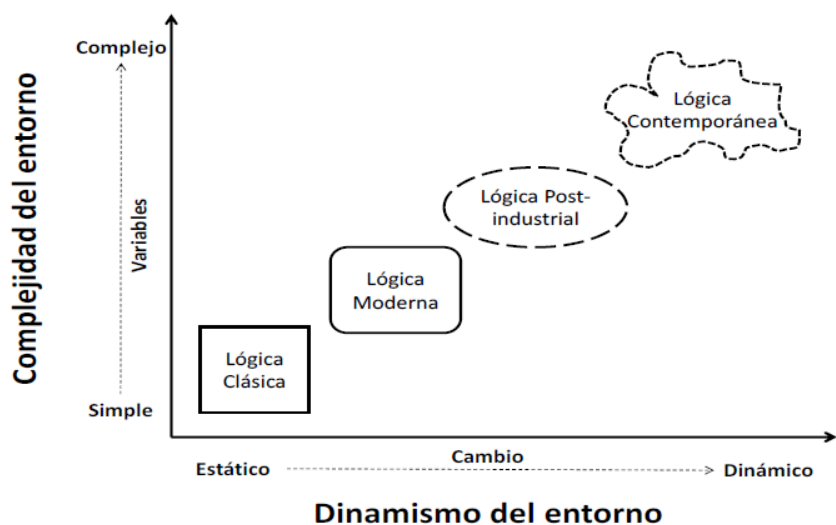 Complejo
Lógica
Contemporánea
Complejidad del entorno
Variables
Lógica Post-
industrial
Lógica
Moderna
Lógica
Clásica
Simple
Estático
Cambio
Dinámico
Dinamismo del entorno